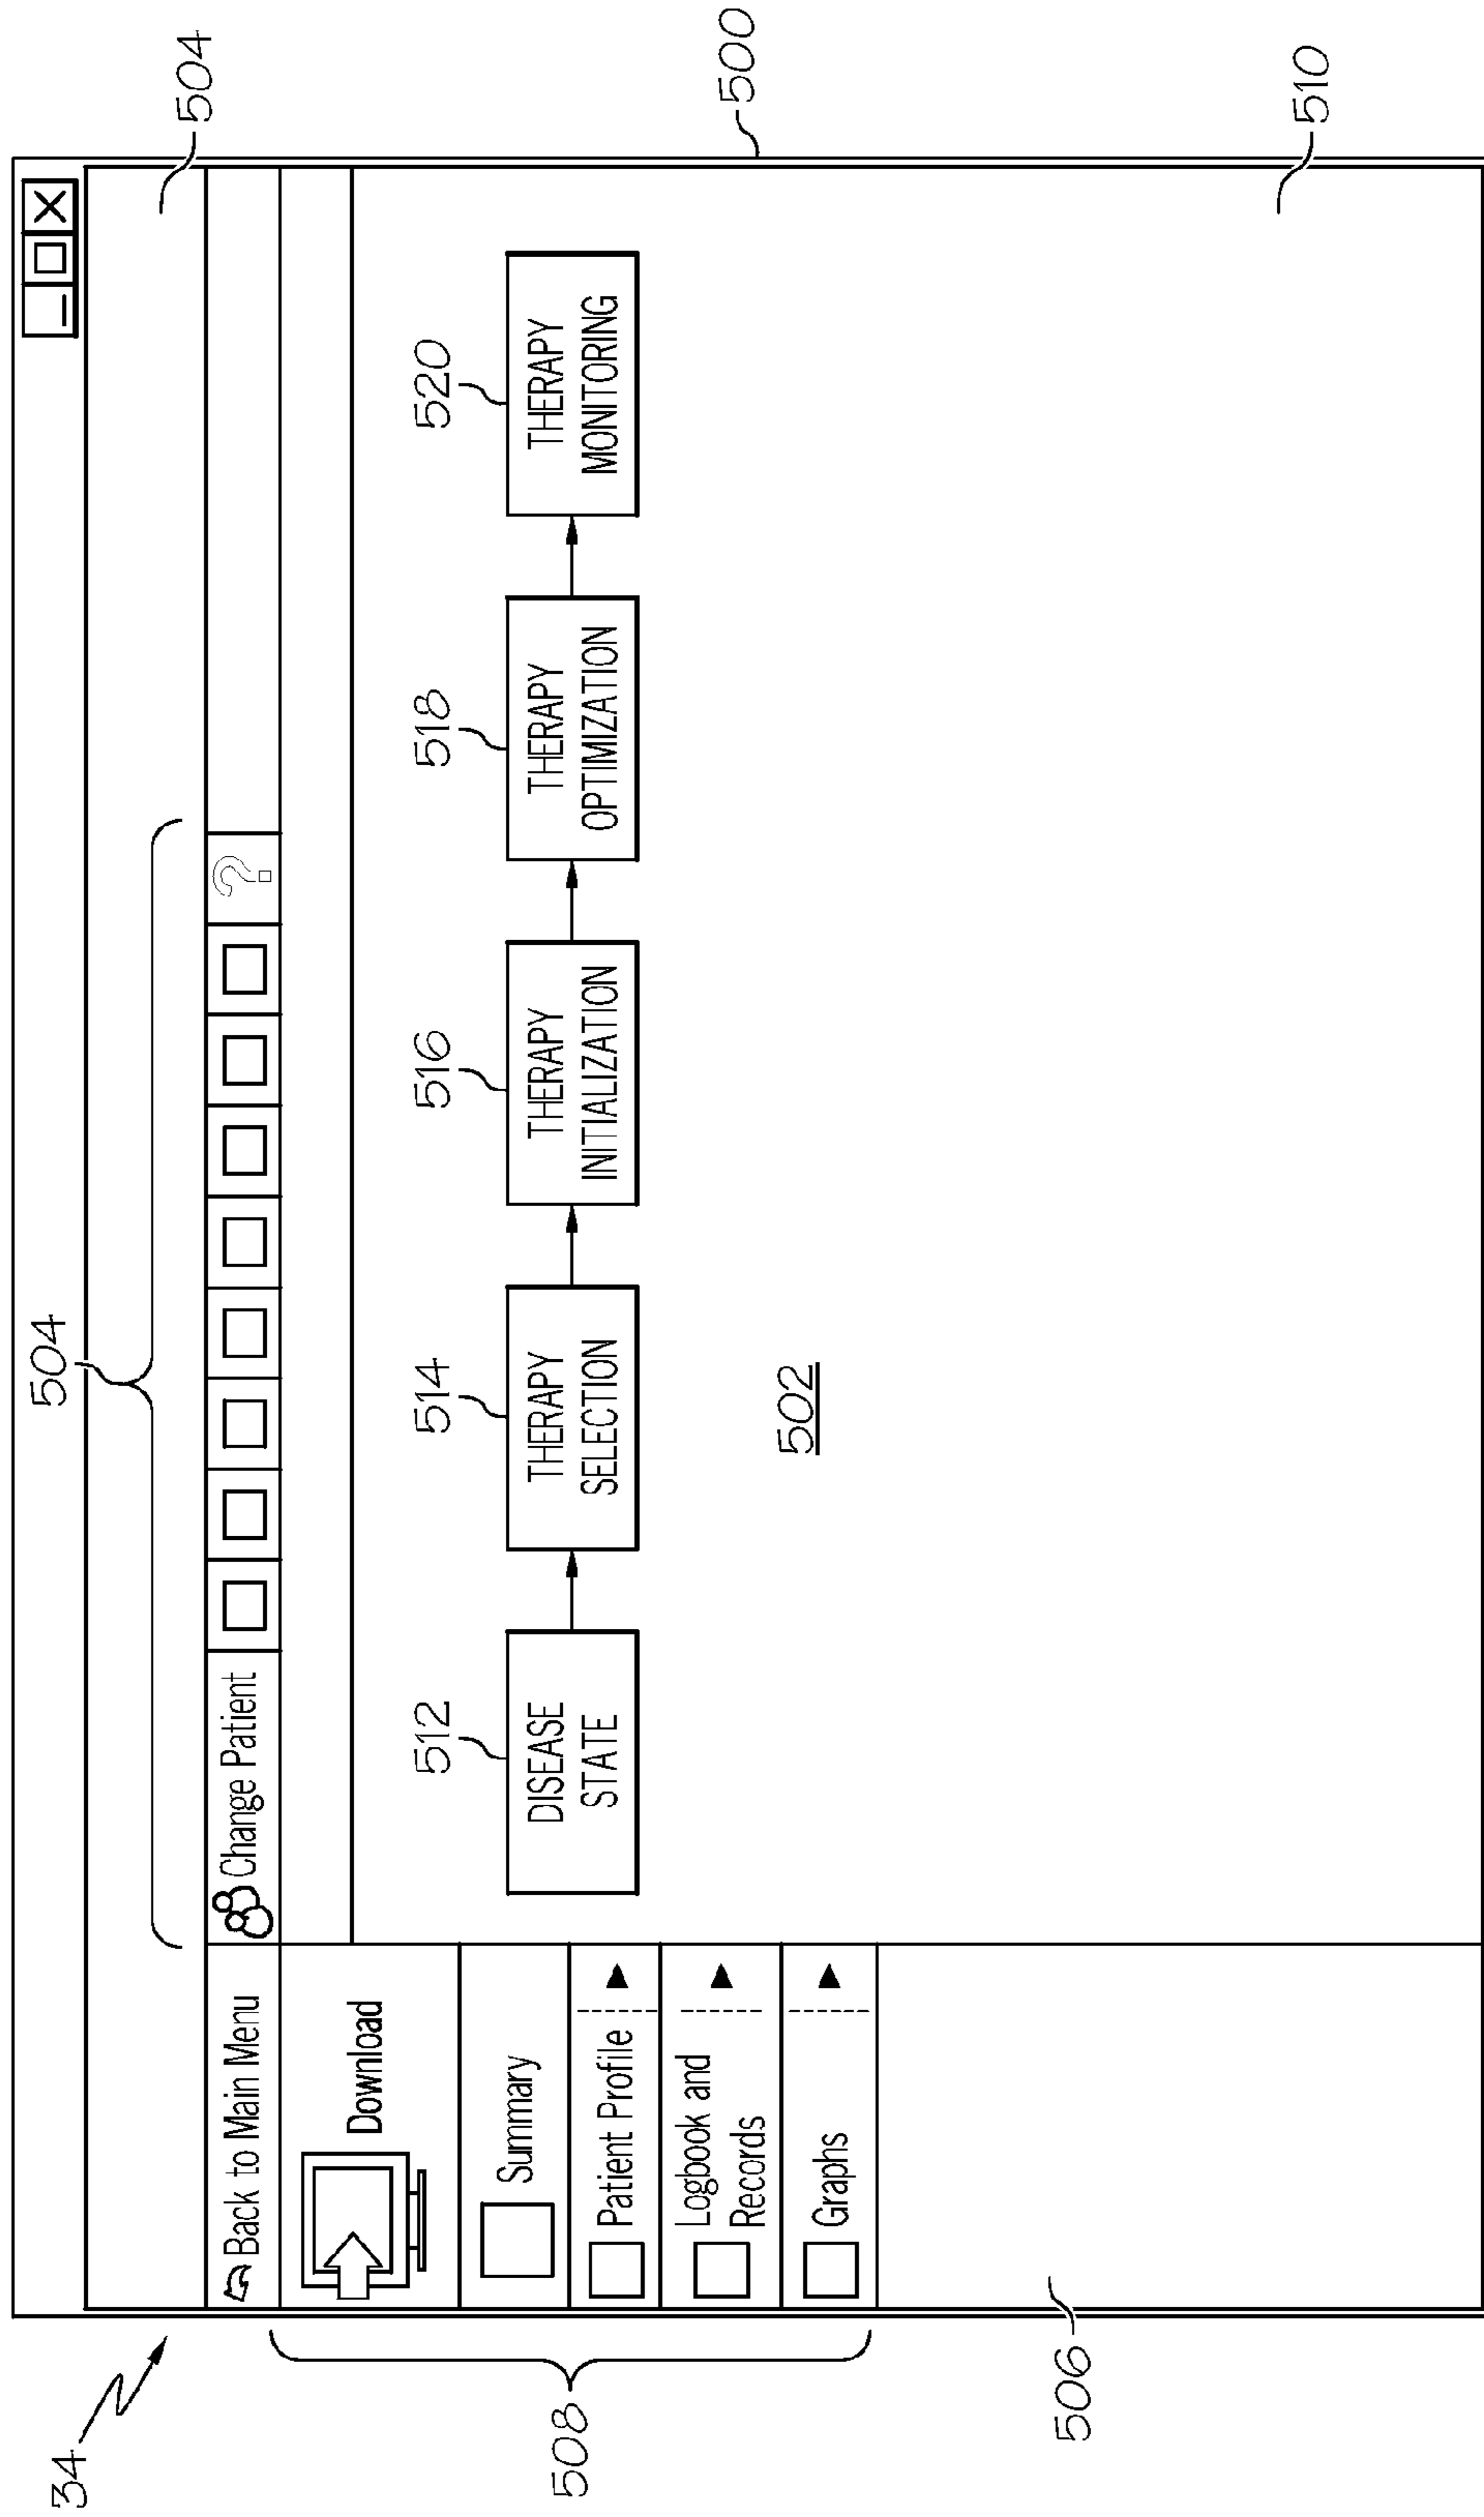 34
504
504
500
Back to Main Menu
Change Patient
?
Download
Summary
Patient Profile
Logbook and
Records
Graphs
508
506
512
514
516
518
520
DISEASE
STATE
THERAPY
SELECTION
THERAPY
INITIALIZATION
THERAPY
OPTIMIZATION
THERAPY
MONITORING
502
510